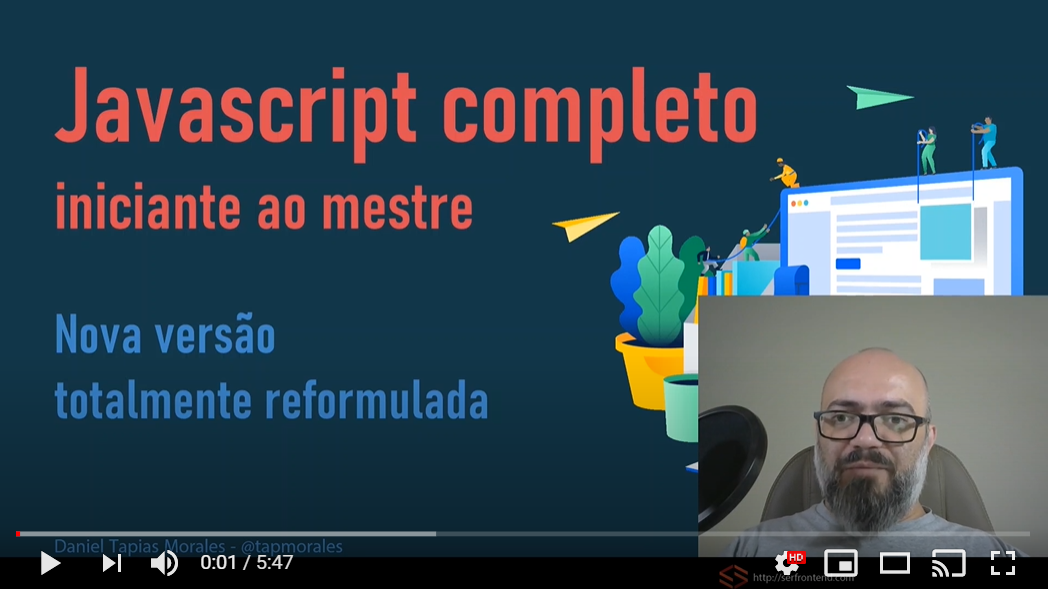 Javascript completo
iniciante ao mestre
Nova versão
totalmente reformulada
Daniel Tapias Morales - @tapmorales
0:01 / 5:47
HD
http://serfrontend.com